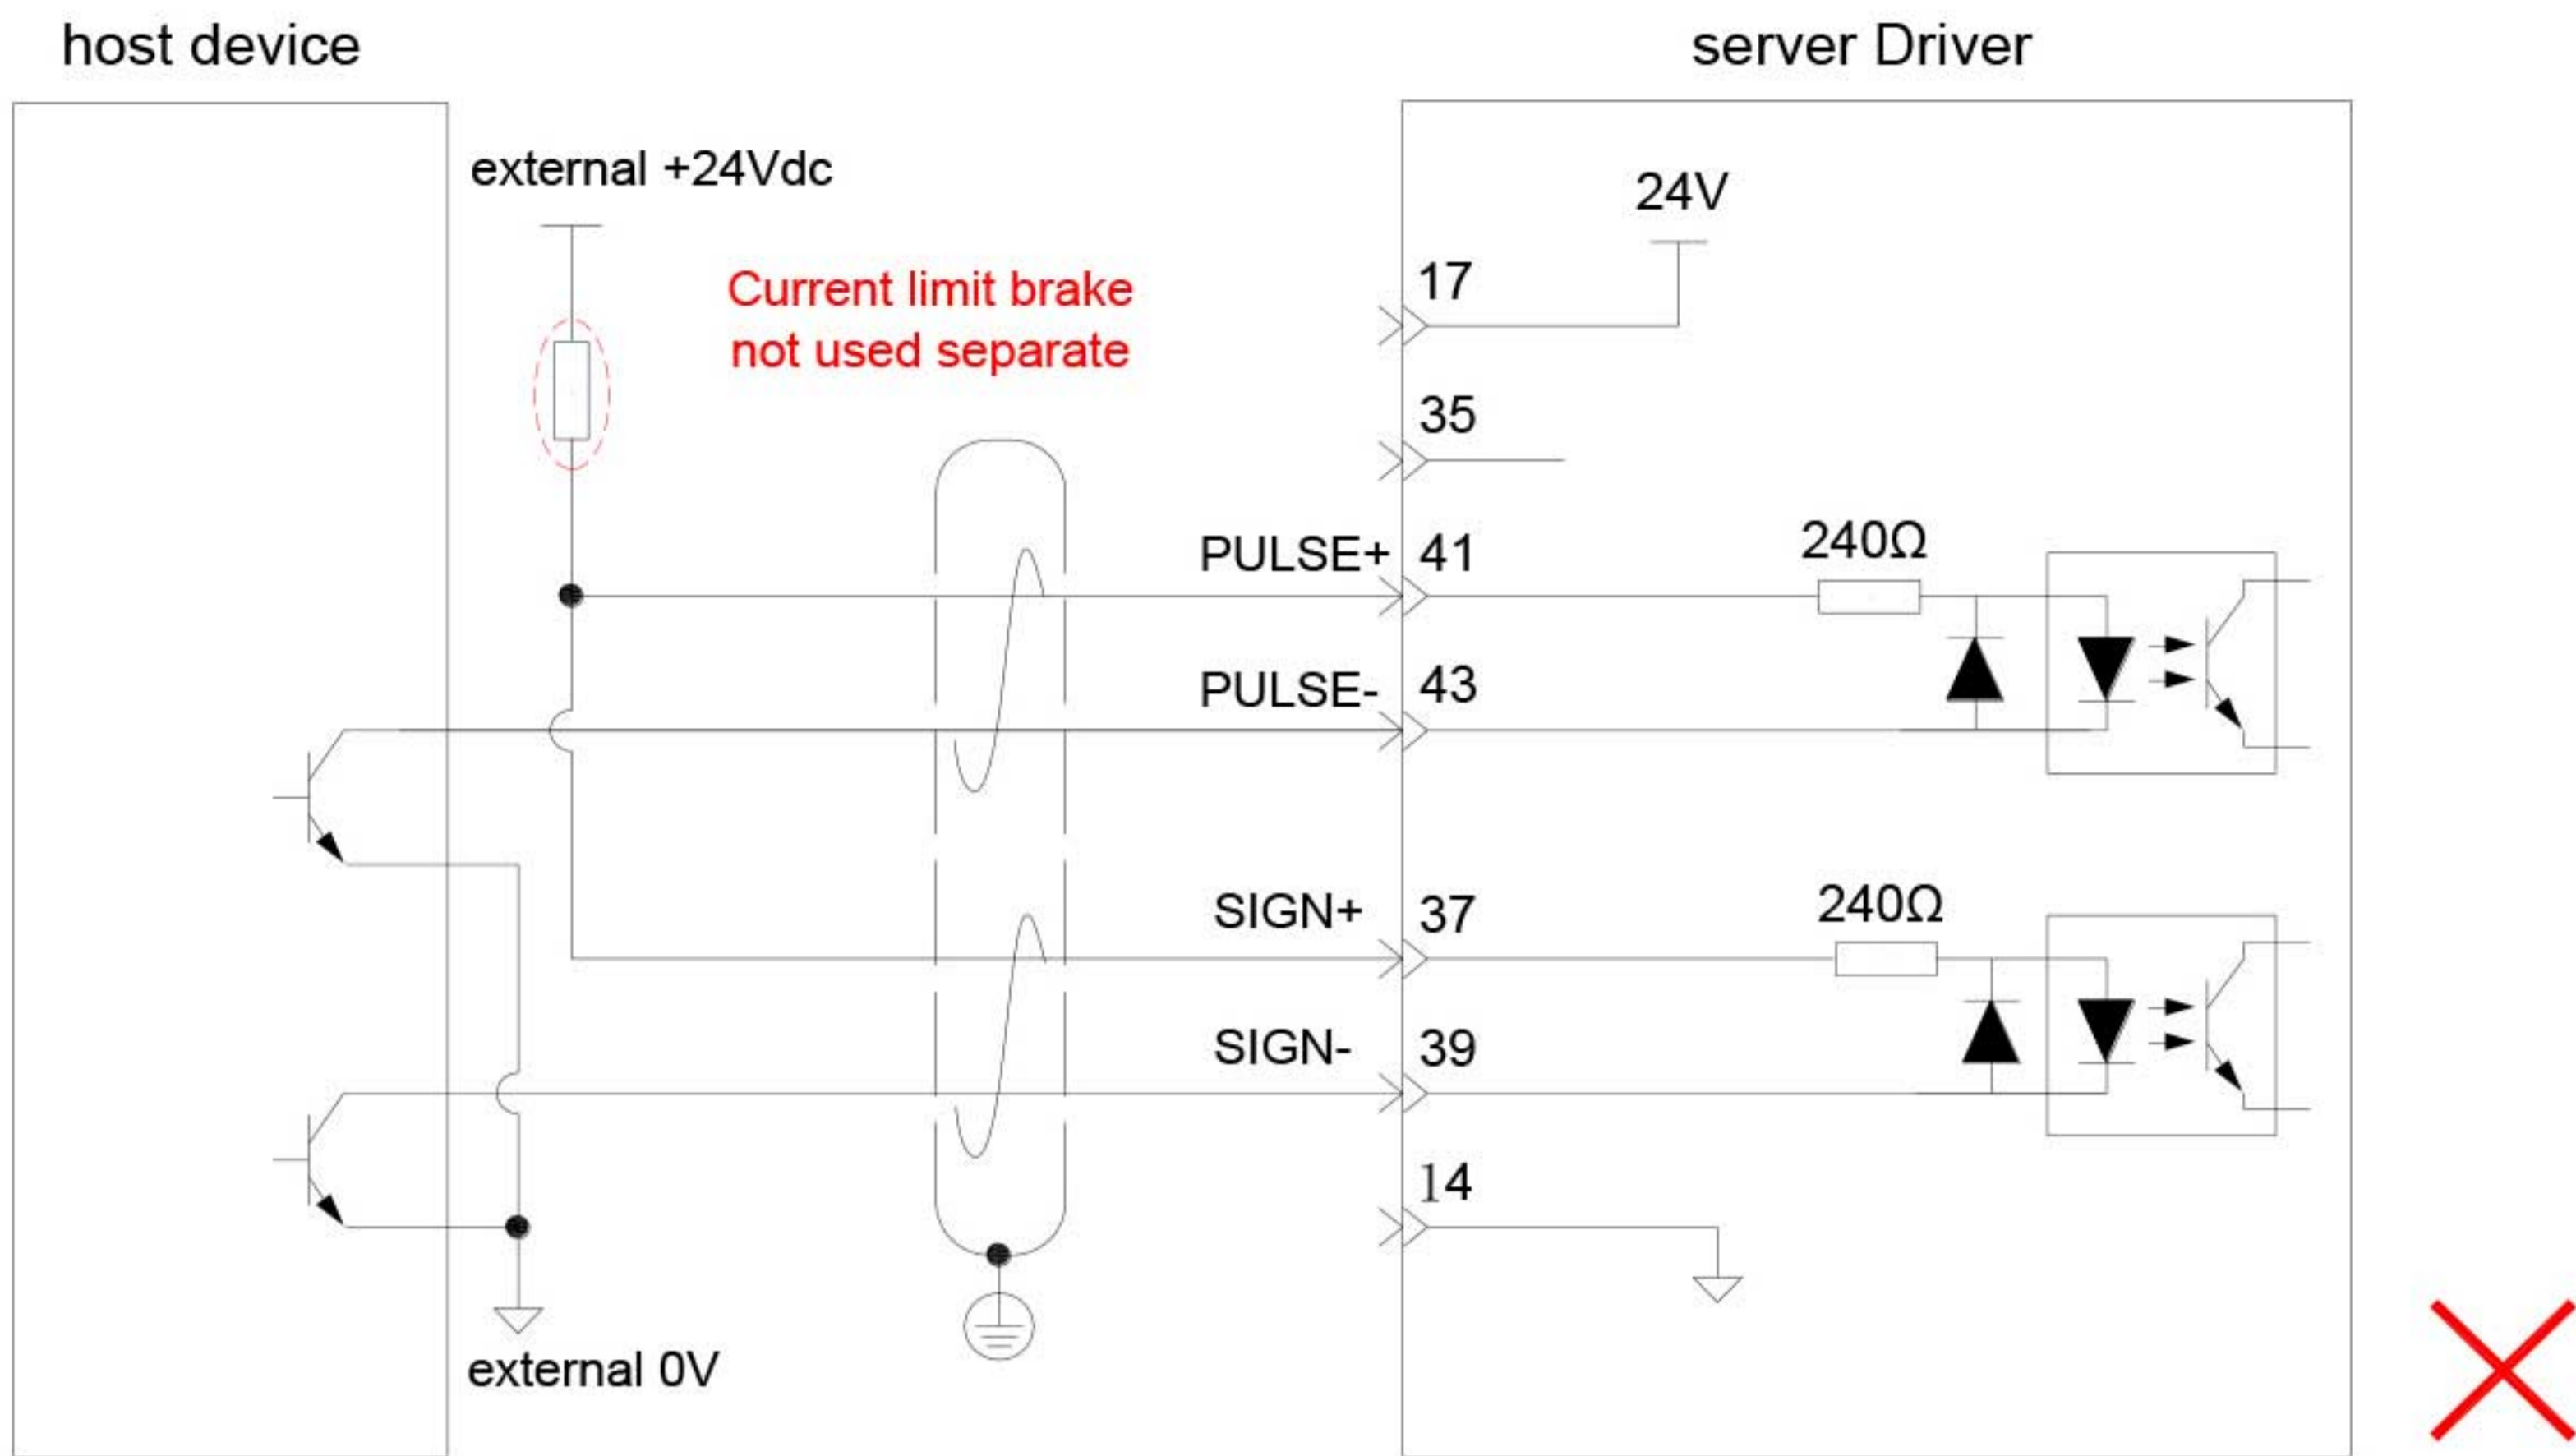 host device
server Driver
external +24Vdc
24V
Current limit brake
not used separate
17
35
PULSE+ 41
240Ω
PULSE- 43
SIGN+ 37
240Ω
SIGN- 39
14
external 0V